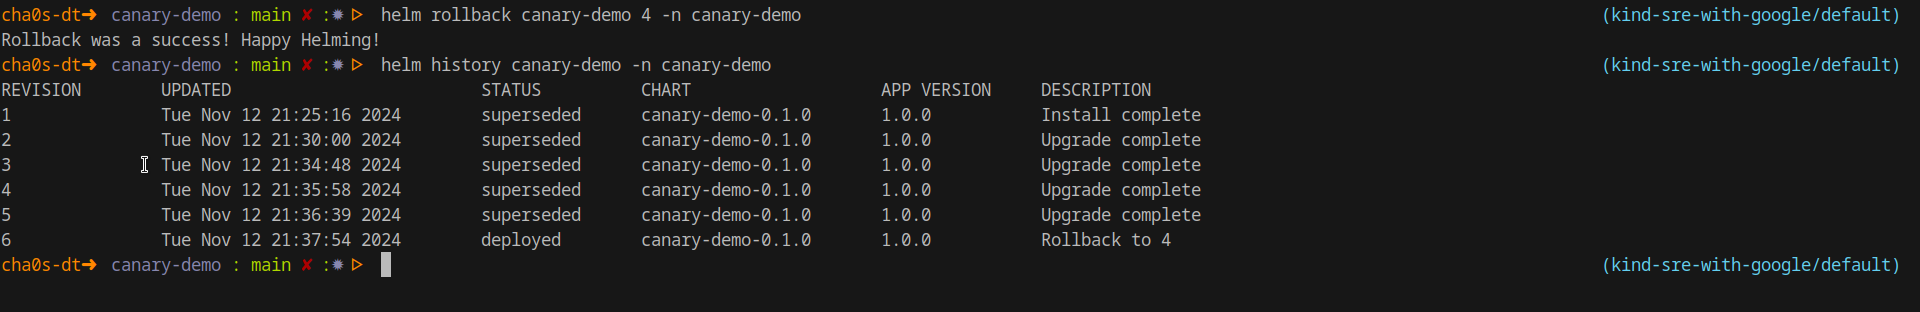 cha0s-dt➜ canary-demo : main ✘ :✹ ▷ helm rollback canary-demo 4 -n canary-demo (kind-sre-with-google/default)
Rollback was a success! Happy Helming!
cha0s-dt➜ canary-demo : main ✘ :✹ ▷ helm history canary-demo -n canary-demo (kind-sre-with-google/default)
REVISION UPDATED STATUS CHART APP VERSION DESCRIPTION
1 Tue Nov 12 21:25:16 2024 superseded canary-demo-0.1.0 1.0.0 Install complete
2 Tue Nov 12 21:30:00 2024 superseded canary-demo-0.1.0 1.0.0 Upgrade complete
3 Tue Nov 12 21:34:48 2024 superseded canary-demo-0.1.0 1.0.0 Upgrade complete
4 Tue Nov 12 21:35:58 2024 superseded canary-demo-0.1.0 1.0.0 Upgrade complete
5 Tue Nov 12 21:36:39 2024 superseded canary-demo-0.1.0 1.0.0 Upgrade complete
6 Tue Nov 12 21:37:54 2024 deployed canary-demo-0.1.0 1.0.0 Rollback to 4
cha0s-dt➜ canary-demo : main ✘ :✹ ▷ (kind-sre-with-google/default)